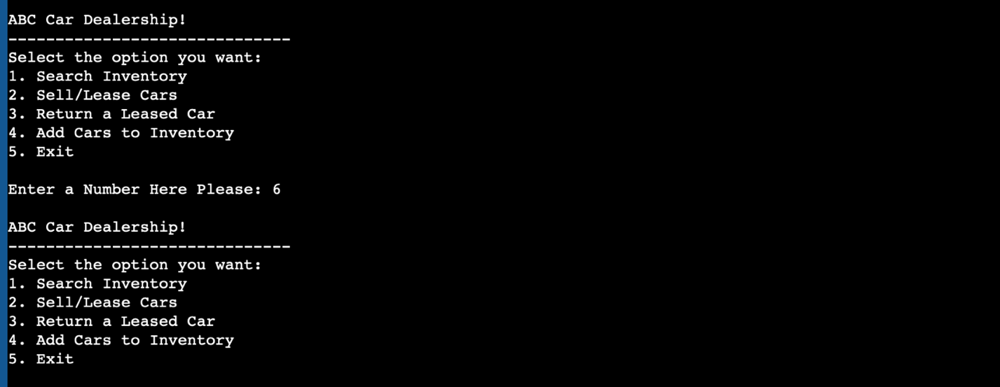 ABC Car Dealership!
------------------------------
Select the option you want:
1. Search Inventory
2. Sell/Lease Cars
3. Return a Leased Car
4. Add Cars to Inventory
5. Exit
Enter a Number Here Please: 6
ABC Car Dealership!
------------------------------
Select the option you want:
1. Search Inventory
2. Sell/Lease Cars
3. Return a Leased Car
4. Add Cars to Inventory
5. Exit